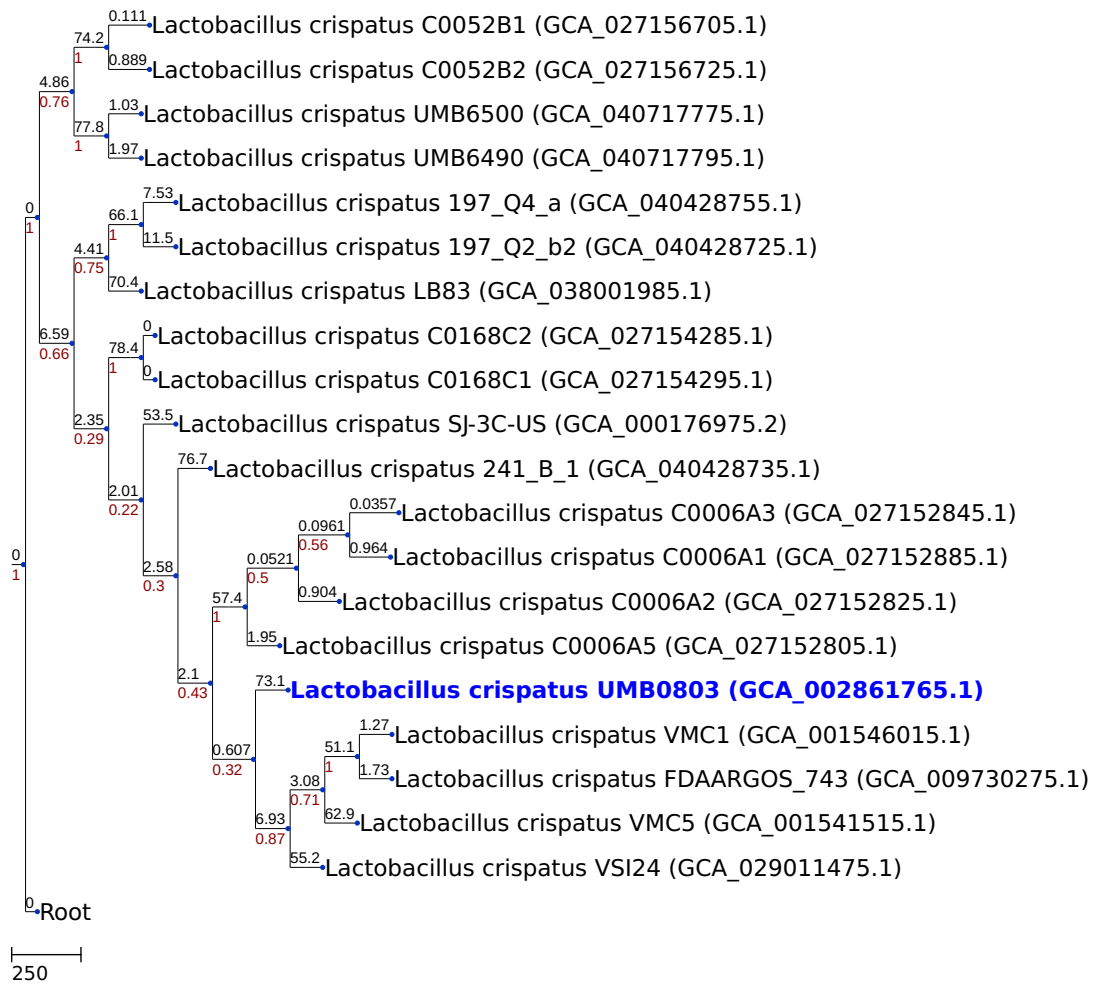 0.111
Lactobacillus crispatus C0052B1 (GCA_027156705.1)
74.2
1
0.889
Lactobacillus crispatus C0052B2 (GCA_027156725.1)
4.86
0.76
1.03
Lactobacillus crispatus UMB6500 (GCA_040717775.1)
77.8
1
1.97
Lactobacillus crispatus UMB6490 (GCA_040717795.1)
0
1
7.53
Lactobacillus crispatus 197_Q4_a (GCA_040428755.1)
66.1
1
11.5
Lactobacillus crispatus 197_Q2_b2 (GCA_040428725.1)
4.41
0.75
70.4
Lactobacillus crispatus LB83 (GCA_038001985.1)
6.59
0.66
0
Lactobacillus crispatus C0168C2 (GCA_027154285.1)
78.4
1
0
Lactobacillus crispatus C0168C1 (GCA_027154295.1)
2.35
0.29
53.5
Lactobacillus crispatus SJ-3C-US (GCA_000176975.2)
76.7
Lactobacillus crispatus 241_B_1 (GCA_040428735.1)
2.01
0.22
0.0357
Lactobacillus crispatus C0006A3 (GCA_027152845.1)
0.0961
0.56
0.964
Lactobacillus crispatus C0006A1 (GCA_027152885.1)
0
1
2.58
0.3
0.0521
0.5
0.904
Lactobacillus crispatus C0006A2 (GCA_027152825.1)
57.4
1
1.95
Lactobacillus crispatus C0006A5 (GCA_027152805.1)
2.1
0.43
73.1
Lactobacillus crispatus UMB0803 (GCA_002861765.1)
0.607
0.32
1.27
Lactobacillus crispatus VMC1 (GCA_001546015.1)
51.1
1
1.73
Lactobacillus crispatus FDAARGOS_743 (GCA_009730275.1)
3.08
0.71
62.9
Lactobacillus crispatus VMC5 (GCA_001541515.1)
6.93
0.87
55.2
Lactobacillus crispatus VSI24 (GCA_029011475.1)
0
Root
250